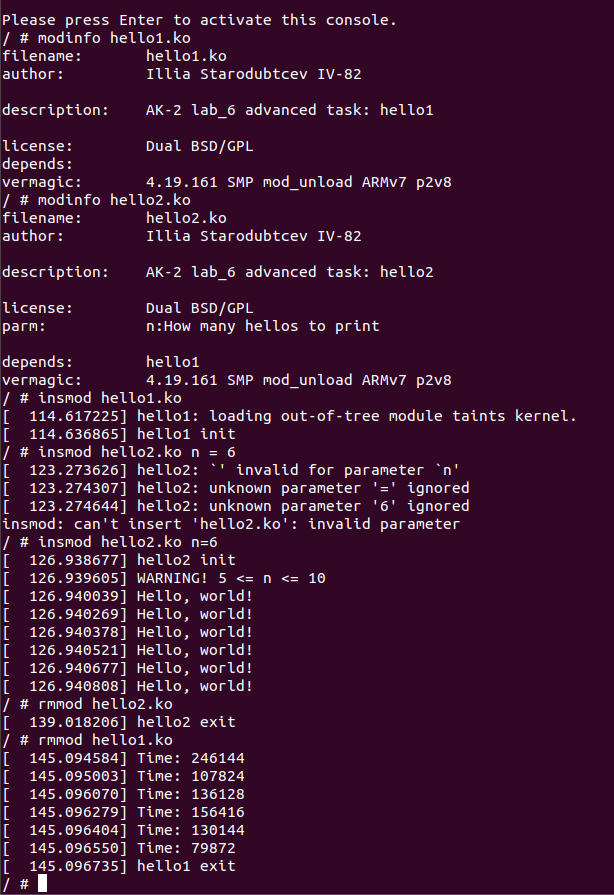 Please press Enter to activate this console.
/ # modinfo hello1.ko
filename:       hello1.ko
author:         Illia Starodubtcev IV-82
description:    AK-2 lab_6 advanced task: hello1
license:        Dual BSD/GPL
depends:
vermagic:       4.19.161 SMP mod_unload ARMv7 p2v8
/ # modinfo hello2.ko
filename:       hello2.ko
author:         Illia Starodubtcev IV-82
description:    AK-2 lab_6 advanced task: hello2
license:        Dual BSD/GPL
parm:           n:How many hellos to print
depends:        hello1
vermagic:       4.19.161 SMP mod_unload ARMv7 p2v8
/ # insmod hello1.ko
[  114.617225] hello1: loading out-of-tree module taints kernel.
[  114.636865] hello1 init
/ # insmod hello2.ko n = 6
[  123.273626] hello2: `' invalid for parameter `n'
[  123.274307] hello2: unknown parameter '=' ignored
[  123.274644] hello2: unknown parameter '6' ignored
insmod: can't insert 'hello2.ko': invalid parameter
/ # insmod hello2.ko n=6
[  126.938677] hello2 init
[  126.939605] WARNING! 5 <= n <= 10
[  126.940039] Hello, world!
[  126.940269] Hello, world!
[  126.940378] Hello, world!
[  126.940521] Hello, world!
[  126.940677] Hello, world!
[  126.940808] Hello, world!
/ # rmmod hello2.ko
[  139.018206] hello2 exit
/ # rmmod hello1.ko
[  145.094584] Time: 246144
[  145.095003] Time: 107824
[  145.096070] Time: 136128
[  145.096279] Time: 156416
[  145.096404] Time: 130144
[  145.096550] Time: 79872
[  145.096735] hello1 exit
/ #